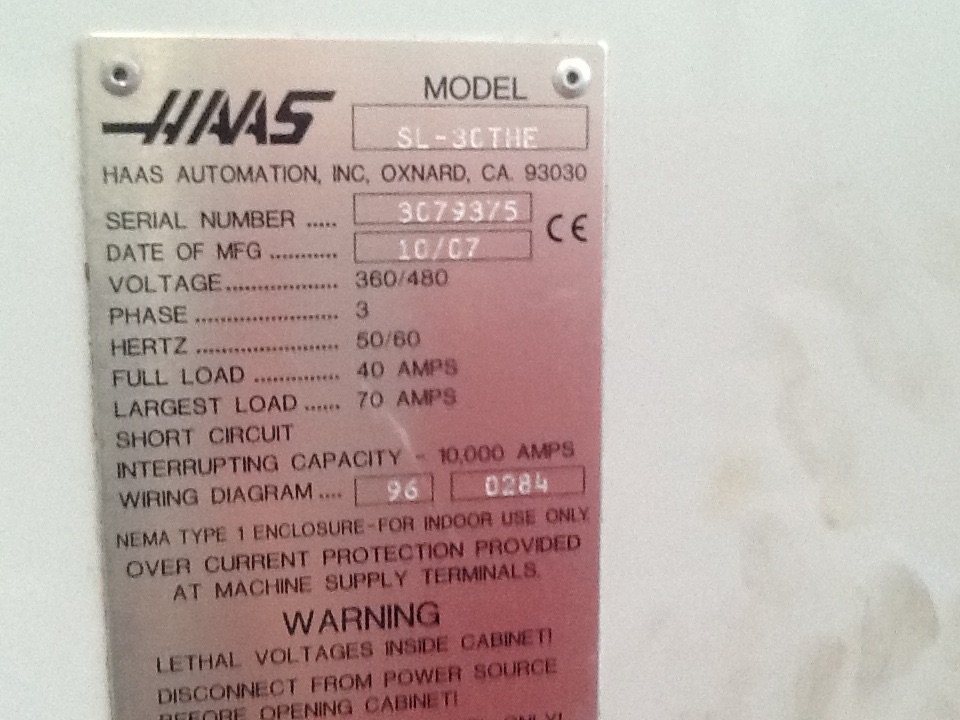 HAAS
MODEL
SL-30THE
HAAS AUTOMATION, INC, OXNARD, CA. 93030
SERIAL NUMBER ..... 3079375
CE
DATE OF MFG ........... 10/07
VOLTAGE................... 360/480
PHASE ........................ 3
HERTZ ........................ 50/60
FULL LOAD .............. 40 AMPS
LARGEST LOAD ...... 70 AMPS
SHORT CIRCUIT
INTERRUPTING CAPACITY - 10,000 AMPS
WIRING DIAGRAM .... 96 0284
NEMA TYPE 1 ENCLOSURE-FOR INDOOR USE ONLY.
OVER CURRENT PROTECTION PROVIDED
AT MACHINE SUPPLY TERMINALS.
WARNING
LETHAL VOLTAGES INSIDE CABINET!
DISCONNECT FROM POWER SOURCE
BEFORE OPENING CABINET!
ONLY!